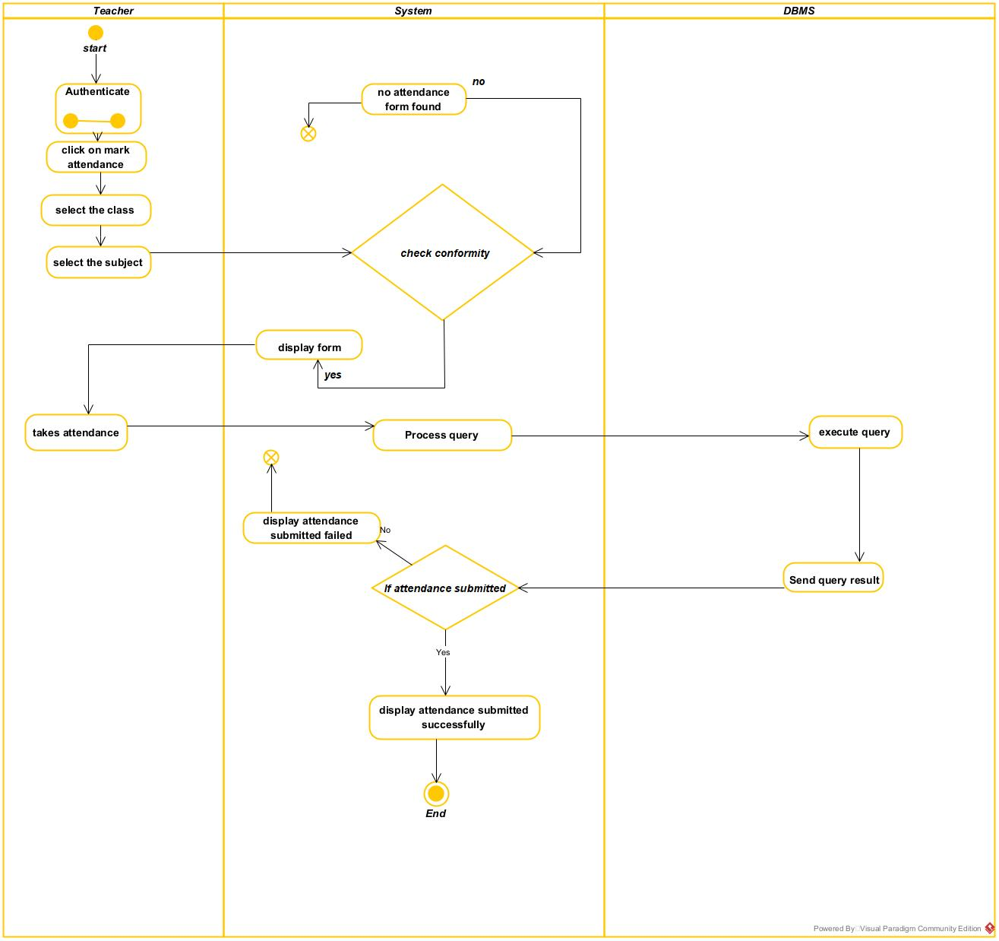 Teacher
System
DBMS
start
Authenticate
no
no attendance
form found
click on mark
attendance
select the class
check conformity
select the subject
display form
yes
takes attendance
Process query
execute query
display attendance
submitted failed
No
If attendance submitted
Send query result
Yes
display attendance submitted
successfully
End
Powered By Visual Paradigm Community Edition